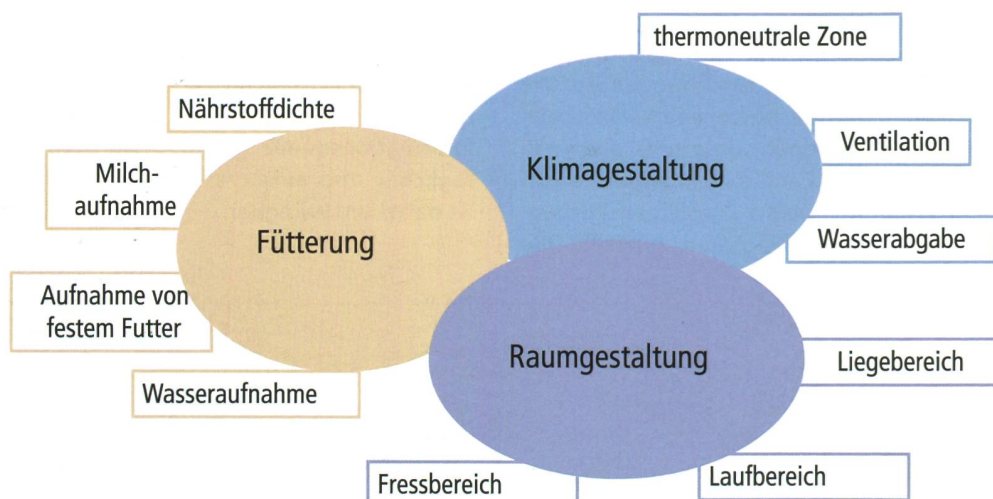 thermoneutrale Zone
Nährstoffdichte
Ventilation
Milch-
aufnahme
Klimagestaltung
Fütterung
Wasserabgabe
Aufnahme von
festem Futter
Raumgestaltung
Liegebereich
Wasseraufnahme
Fressbereich
Laufbereich